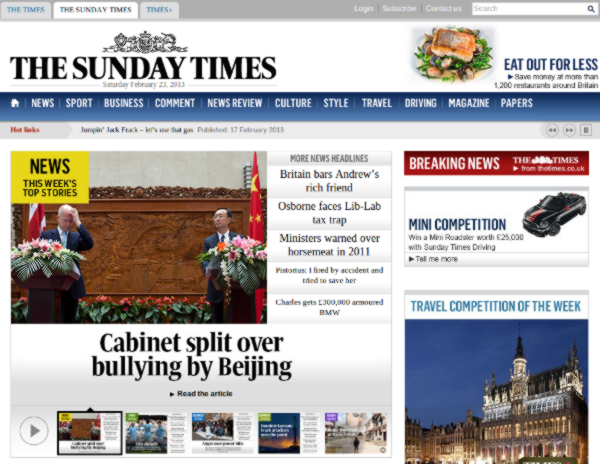 THE TIMES
THE SUNDAY TIMES
TIMES+
Login
Subscribe
Contact us
Search
THE SUNDAY TIMES
Saturday February 23, 2013
EAT OUT FOR LESS
Save money at more than
1,200 restaurants around Britain
NEWS
SPORT
BUSINESS
COMMENT
NEWS REVIEW
CULTURE
STYLE
TRAVEL
DRIVING
MAGAZINE
PAPERS
Hot links
Jumpin' Jack Frack – let's use that gas Published: 17 February 2013
NEWS
THIS WEEK'S
TOP STORIES
MORE NEWS HEADLINES
Britain bars Andrew's
rich friend
Osborne faces Lib-Lab
tax trap
Ministers warned over
horsemeat in 2011
Pistorius: I fired by accident and
tried to save her
Charles gets £300,000 armoured
BMW
Cabinet split over
bullying by Beijing
Read the article
Cabinet split over
bullying by Beijing
BREAKING NEWS
THE TIMES
from thetimes.co.uk
MINI COMPETITION
Win a Mini Roadster worth £25,000
with Sunday Times Driving
Tell me more
TRAVEL COMPETITION OF THE WEEK